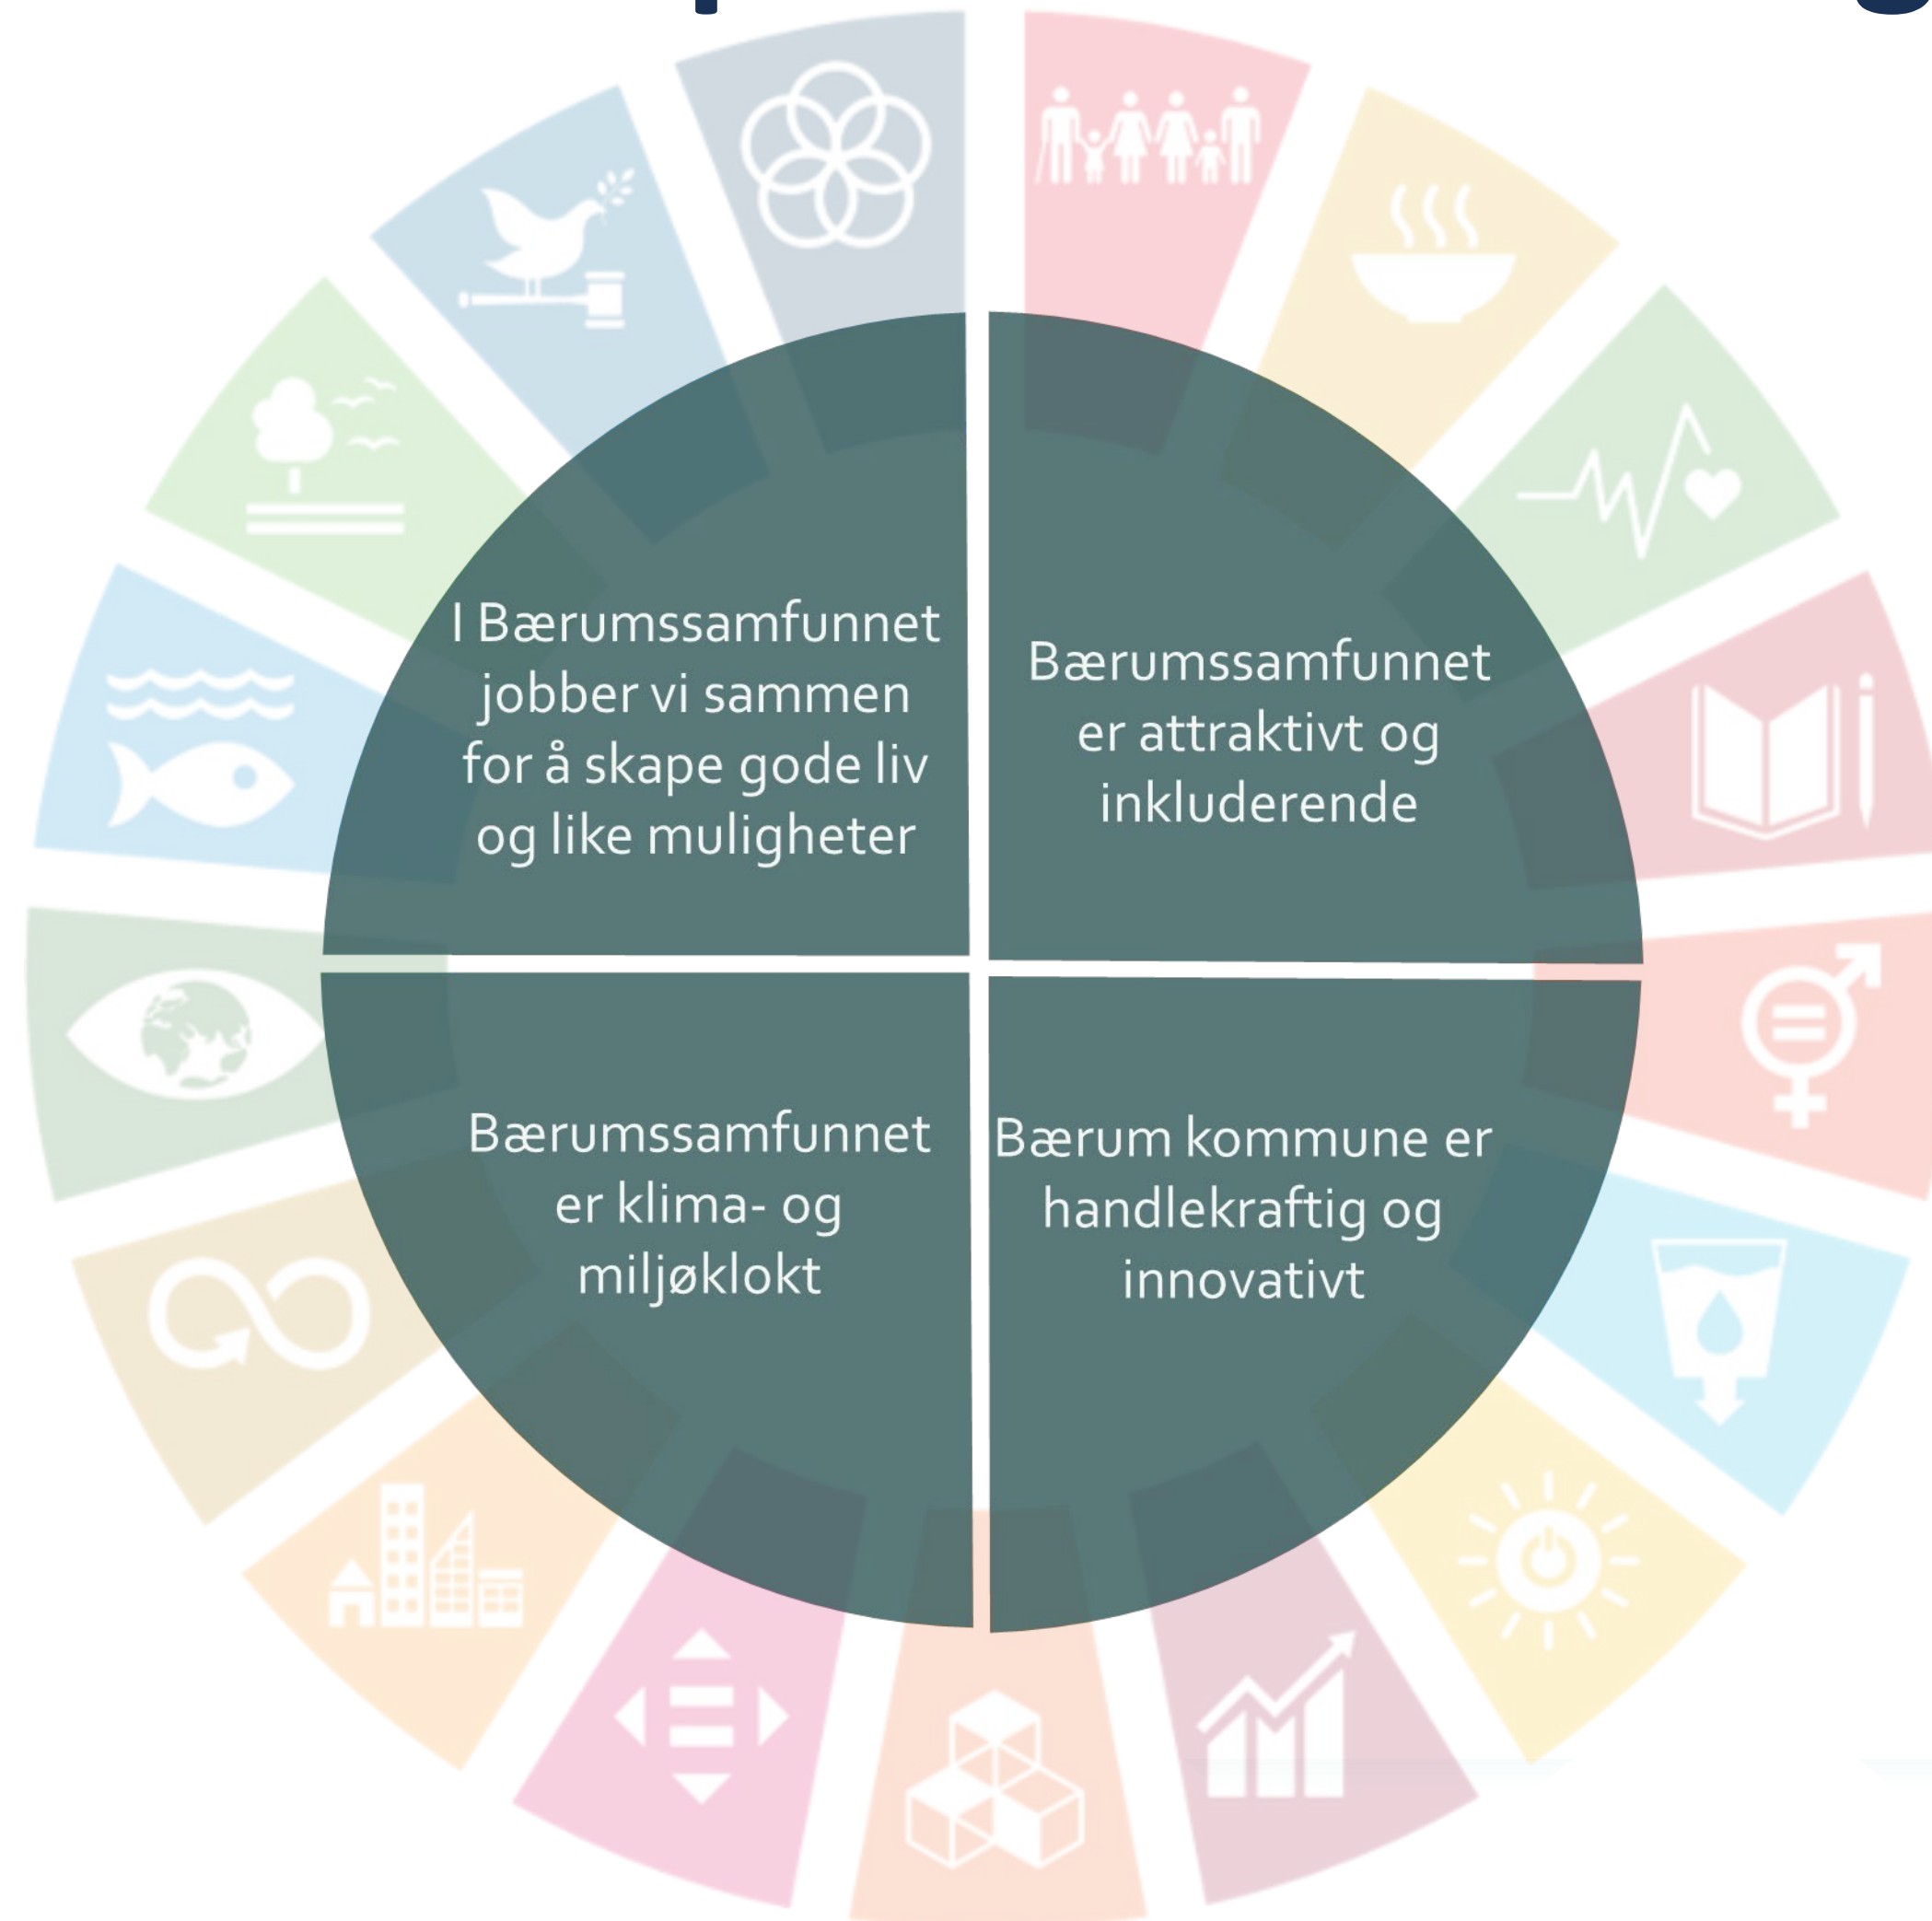 I Bærumssamfunnet
jobber vi sammen
for å skape gode liv
og like muligheter
Bærumssamfunnet
er attraktivt og
inkluderende
Bærumssamfunnet
er klima- og
miljøklokt
Bærum kommune er
handlekraftig og
innovativt